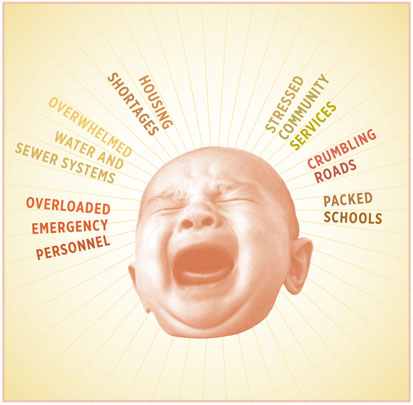 OVERLOADED
EMERGENCY
PERSONNEL
OVERWHELMED
WATER AND
SEWER SYSTEMS
HOUSING
SHORTAGES
STRESSED
COMMUNITY
SERVICES
CRUMBLING
ROADS
PACKED
SCHOOLS